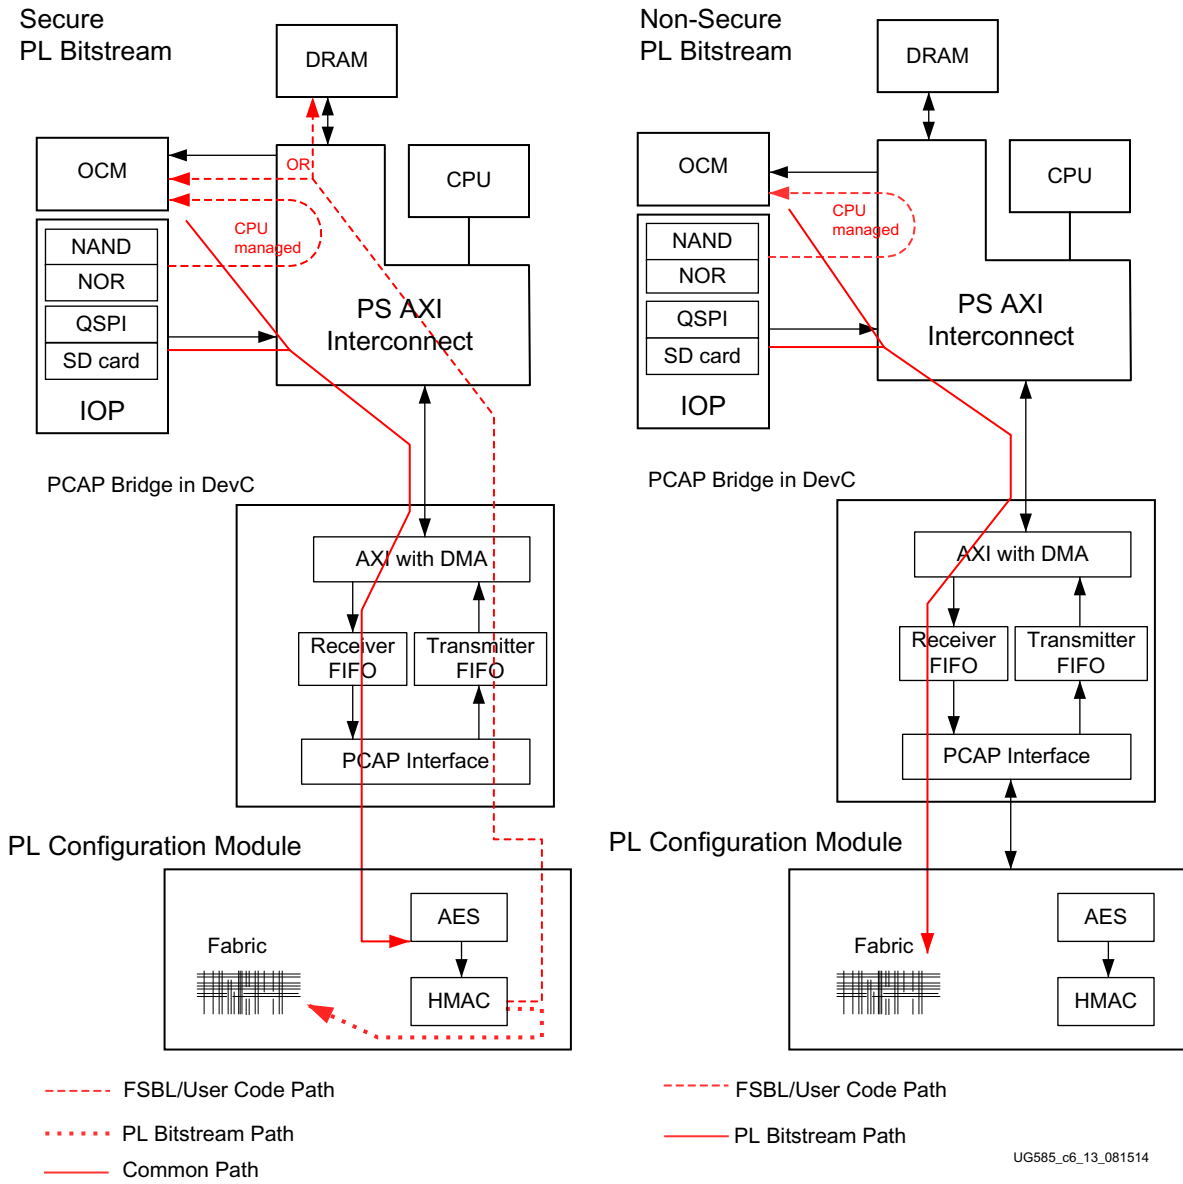 Secure
PL Bitstream
DRAM
OCM
OR
CPU
CPU
managed
NAND
NOR
QSPI
SD card
IOP
PS AXI
Interconnect
PCAP Bridge in DevC
AXI with DMA
Receiver
FIFO
Transmitter
FIFO
PCAP Interface
PL Configuration Module
AES
Fabric
HMAC
FSBL/User Code Path
PL Bitstream Path
Common Path
Non-Secure
PL Bitstream
DRAM
OCM
CPU
CPU
managed
NAND
NOR
QSPI
SD card
IOP
PS AXI
Interconnect
PCAP Bridge in DevC
AXI with DMA
Receiver
FIFO
Transmitter
FIFO
PCAP Interface
PL Configuration Module
AES
Fabric
HMAC
FSBL/User Code Path
PL Bitstream Path
UG585_c6_13_081514